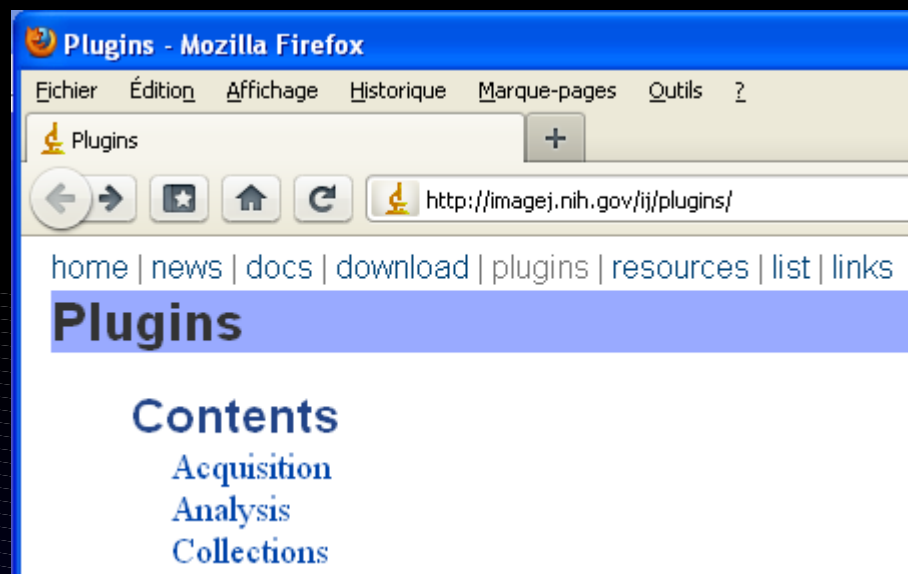 Plugins - Mozilla Firefox
Fichier Édition Affichage Historique Marque-pages Outils ?
Plugins
http://imagej.nih.gov/ij/plugins/
home | news | docs | download | plugins | resources | list | links
Plugins
Contents
Acquisition
Analysis
Collections